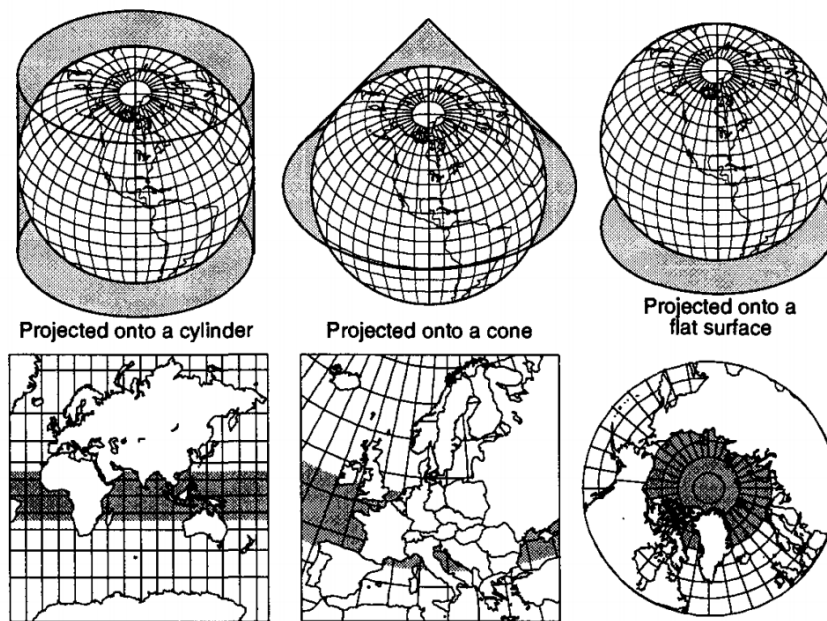 Projected onto a cylinder
Projected onto a cone
Projected onto a
flat surface